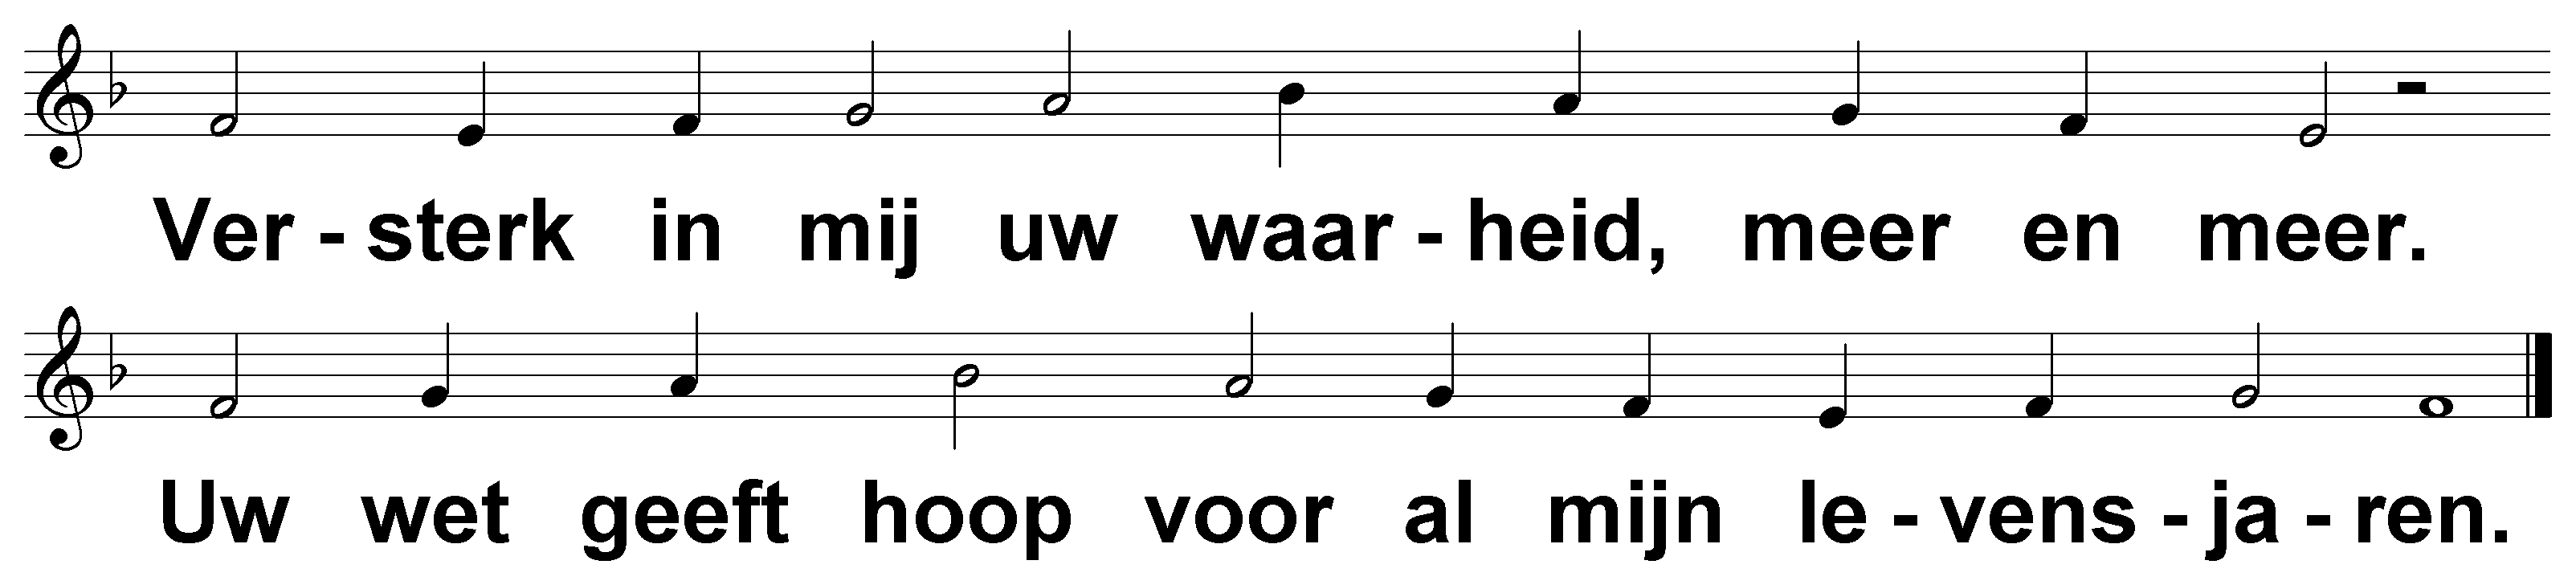 Ver - sterk in mij uw waar - heid, meer en meer.
Uw wet geeft hoop voor al mijn le - vens - ja - ren.